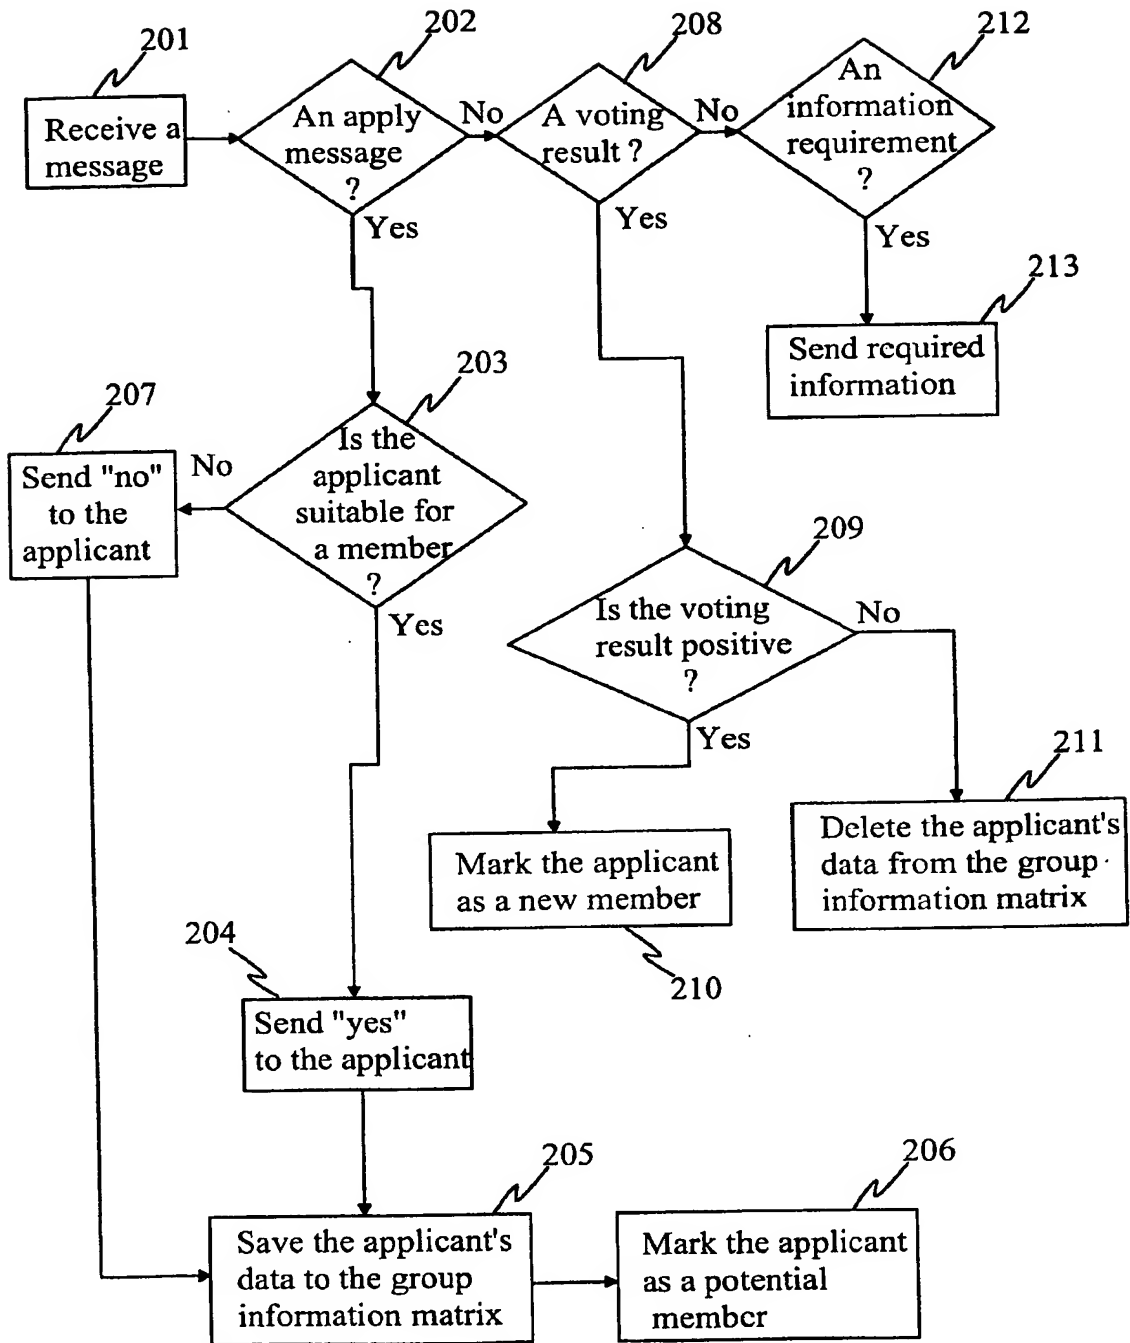 201
Receive a
message
202
An apply
message
?
No
Yes
208
A voting
result ?
No
Yes
212
An
information
requirement
?
Yes
213
Send required
information
203
Is the
applicant
suitable for
a member
?
No
Yes
207
Send "no"
to the
applicant
209
Is the voting
result positive
?
No
Yes
211
Delete the applicant's
data from the group
information matrix
Mark the applicant
as a new member
210
204
Send "yes"
to the applicant
205
Save the applicant's
data to the group
information matrix
206
Mark the applicant
as a potential
member